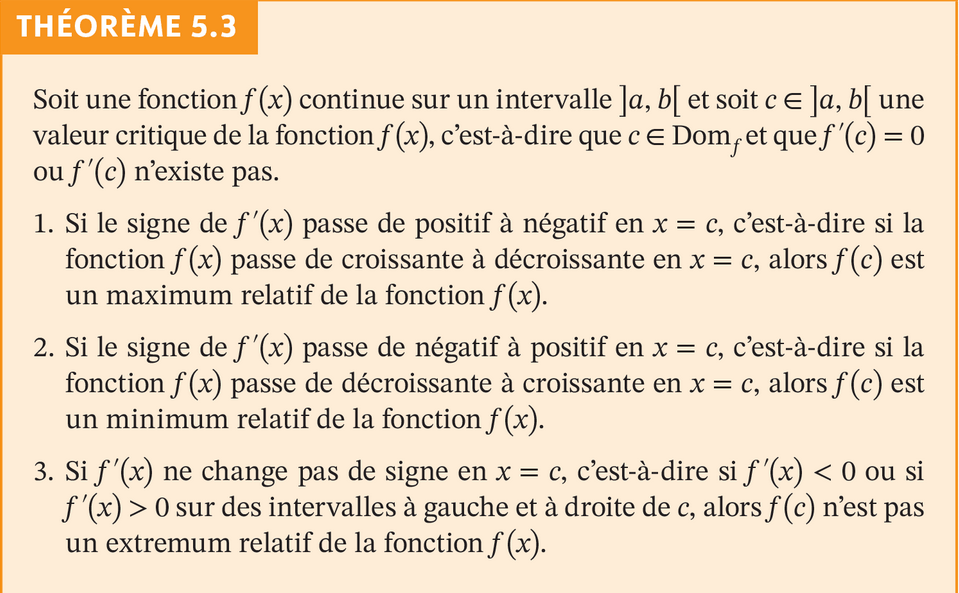 THÉORÈME 5.3
Soit une fonction f(x) continue sur un intervalle ]a, b[ et soit c ∈ ]a, b[ une
valeur critique de la fonction f(x), c’est-à-dire que c ∈ Dom_f et que f′(c) = 0
ou f′(c) n’existe pas.
1. Si le signe de f′(x) passe de positif à négatif en x = c, c’est-à-dire si la
fonction f(x) passe de croissante à décroissante en x = c, alors f(c) est
un maximum relatif de la fonction f(x).
2. Si le signe de f′(x) passe de négatif à positif en x = c, c’est-à-dire si la
fonction f(x) passe de décroissante à croissante en x = c, alors f(c) est
un minimum relatif de la fonction f(x).
3. Si f′(x) ne change pas de signe en x = c, c’est-à-dire si f′(x) < 0 ou si
f′(x) > 0 sur des intervalles à gauche et à droite de c, alors f(c) n’est pas
un extremum relatif de la fonction f(x).